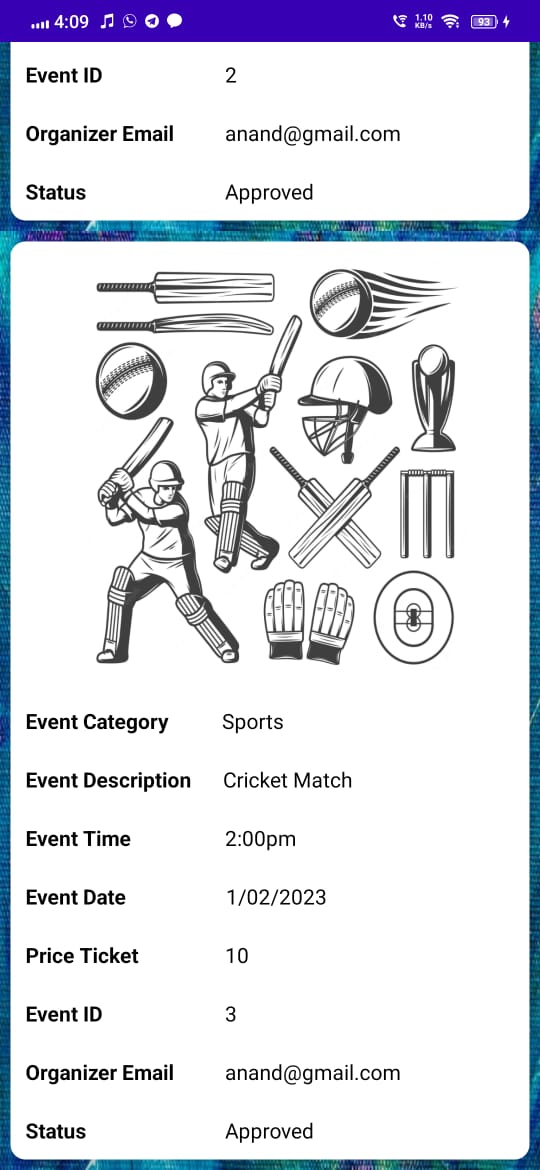 4:09 1.10 KB/s 93
Event ID 2
Organizer Email anand@gmail.com
Status Approved
Event Category Sports
Event Description Cricket Match
Event Time 2:00pm
Event Date 1/02/2023
Price Ticket 10
Event ID 3
Organizer Email anand@gmail.com
Status Approved